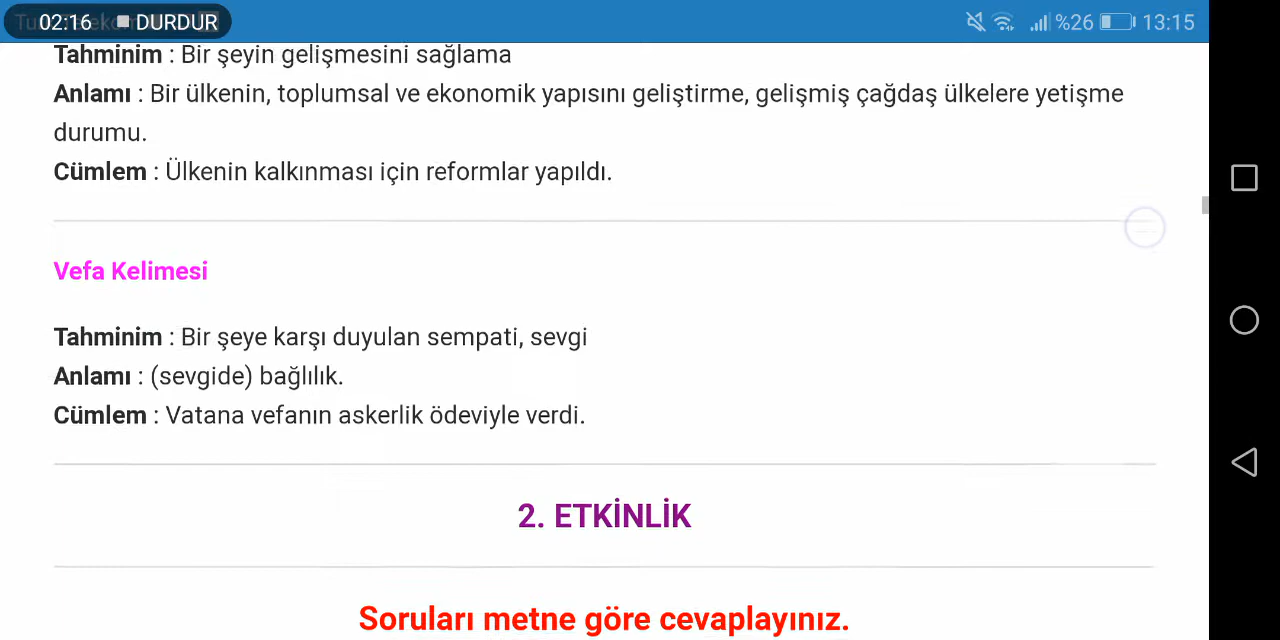 02:16 DURDUR %26 13:15
Tahminim : Bir şeyin gelişmesini sağlama
Anlamı : Bir ülkenin, toplumsal ve ekonomik yapısını geliştirme, gelişmiş çağdaş ülkelere yetişme
durumu.
Cümlem : Ülkenin kalkınması için reformlar yapıldı.
Vefa Kelimesi
Tahminim : Bir şeye karşı duyulan sempati, sevgi
Anlamı : (sevgide) bağlılık.
Cümlem : Vatana vefanın askerlik ödeviyle verdi.
2. ETKİNLİK
Soruları metne göre cevaplayınız.